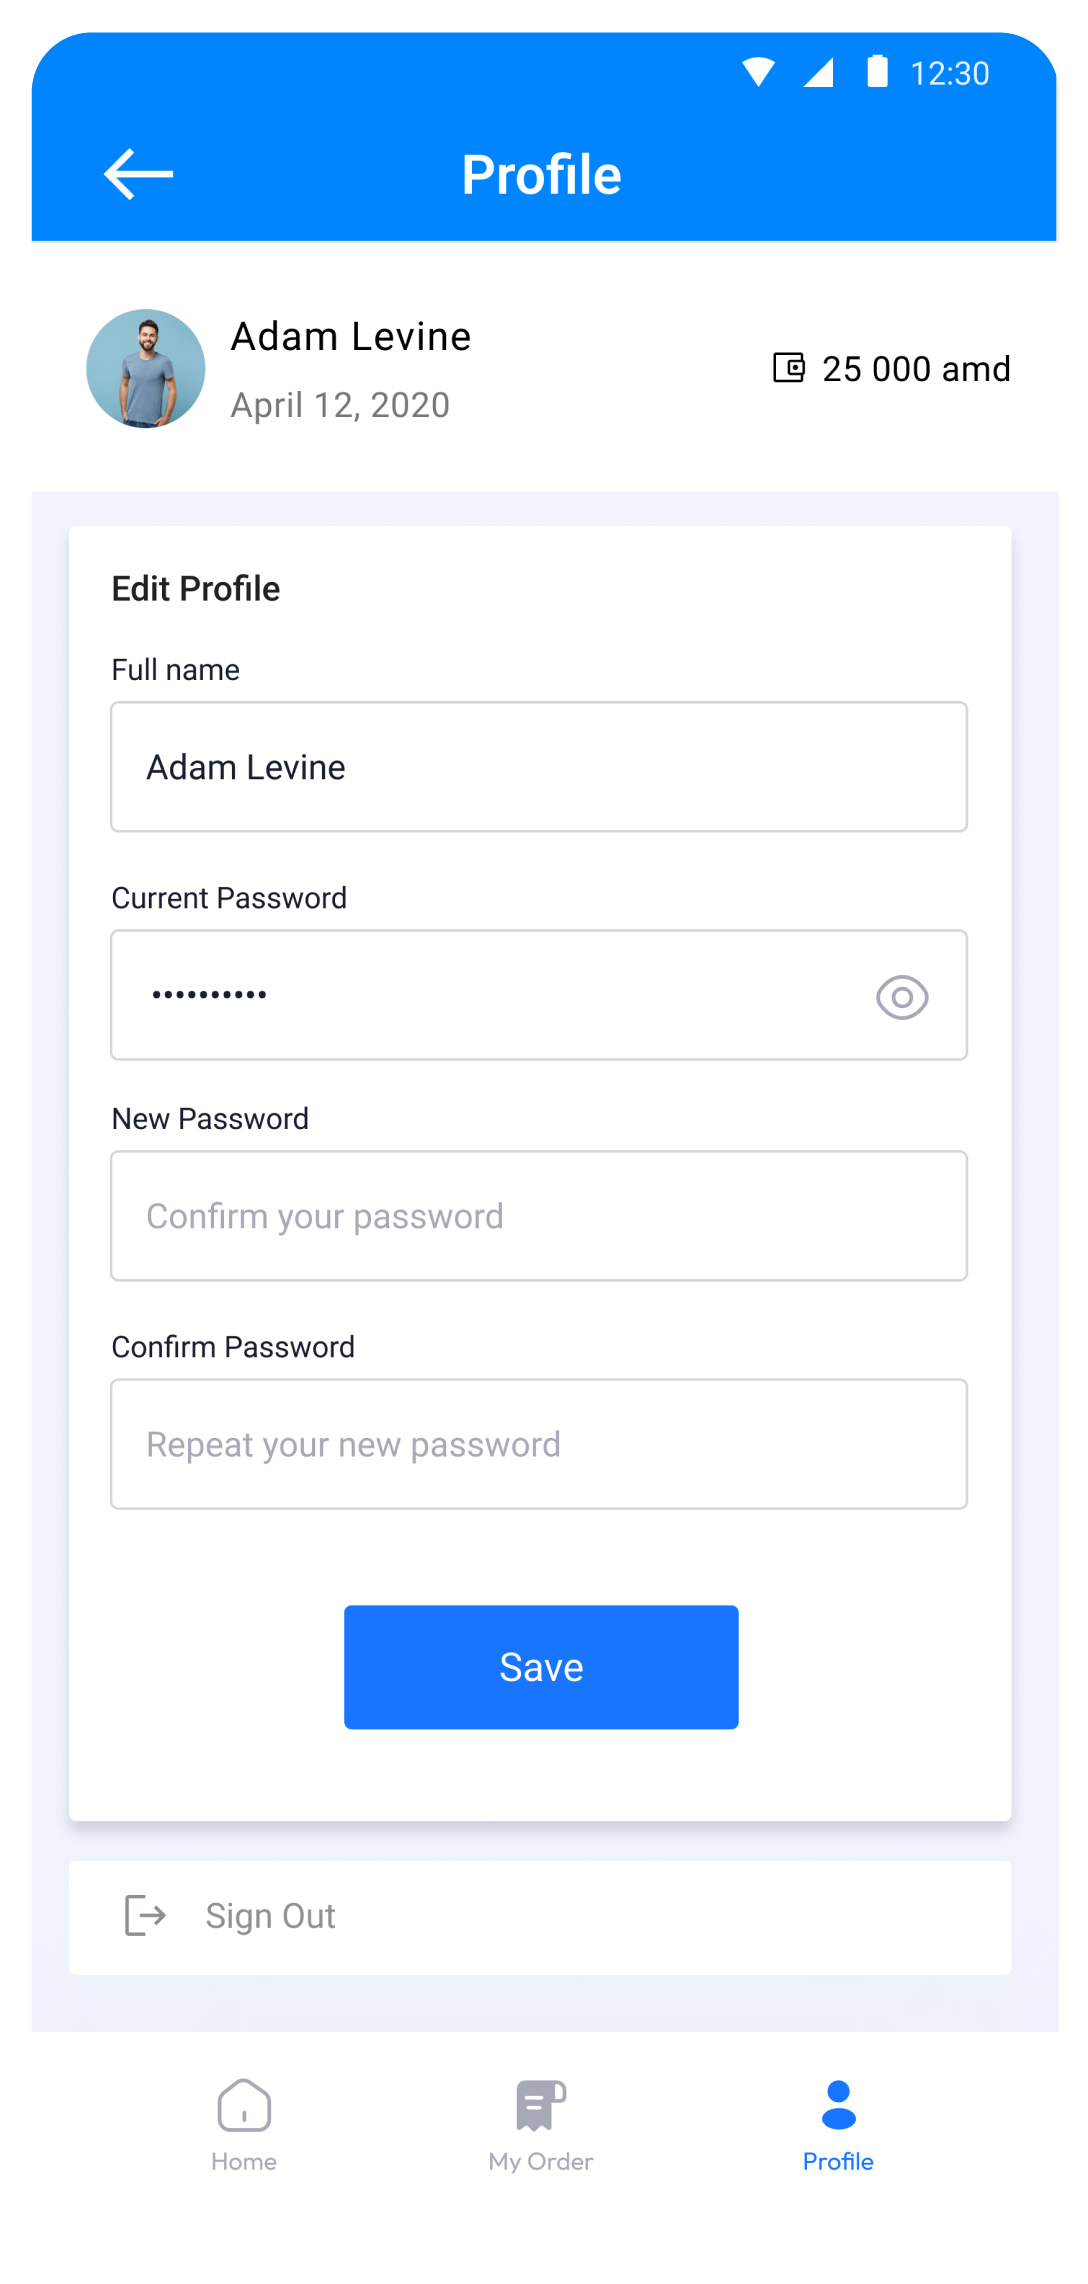 12:30
Profile
Adam Levine
April 12, 2020
25 000 amd
Edit Profile
Full name
Adam Levine
Current Password
••••••••••
New Password
Confirm your password
Confirm Password
Repeat your new password
Save
Sign Out
Home
My Order
Profile